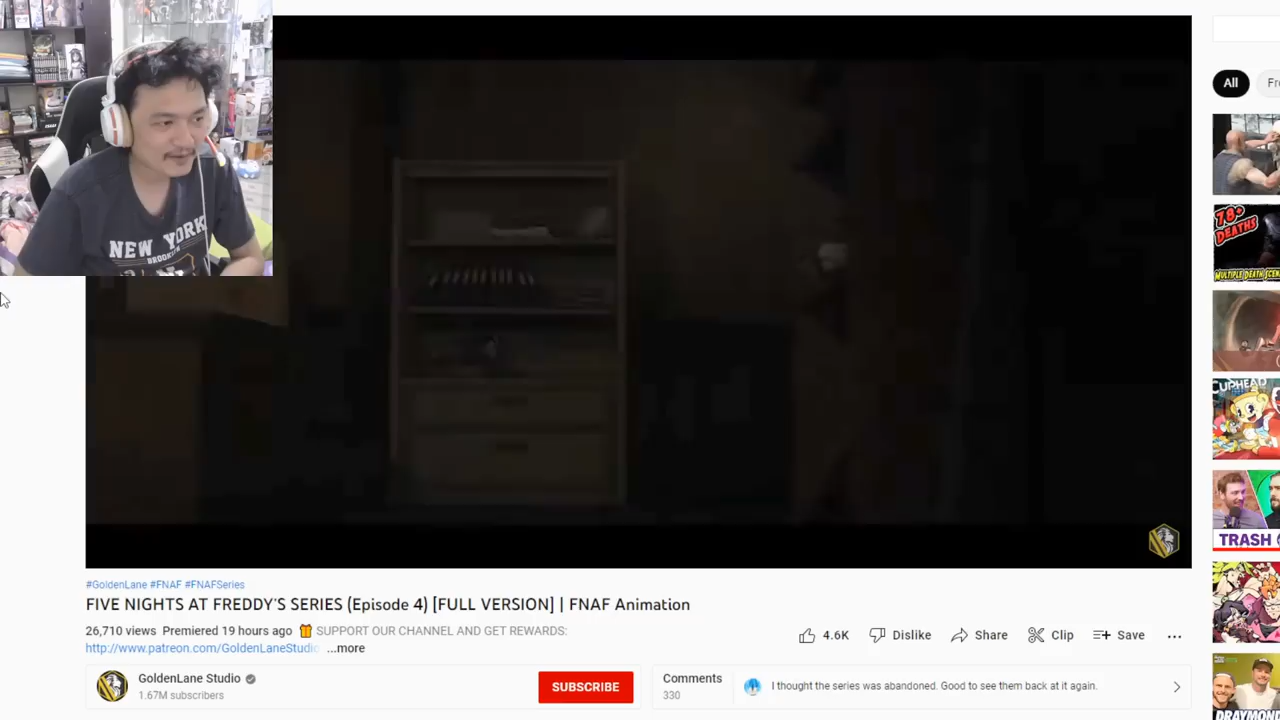 NEW YORK
BROOKLYN
All
78+
DEATHS
CUPHEAD
TRASH
DRAYMOND
#GoldenLane #FNAF #FNAFSeries
FIVE NIGHTS AT FREDDY'S SERIES (Episode 4) [FULL VERSION] | FNAF Animation
26,710 views Premiered 19 hours ago 🎁 SUPPORT OUR CHANNEL AND GET REWARDS:
http://www.patreon.com/GoldenLaneStudio ...more
4.6K Dislike Share Clip Save ...
GoldenLane Studio
1.67M subscribers
SUBSCRIBE
Comments
330
I thought the series was abandoned. Good to see them back at it again.